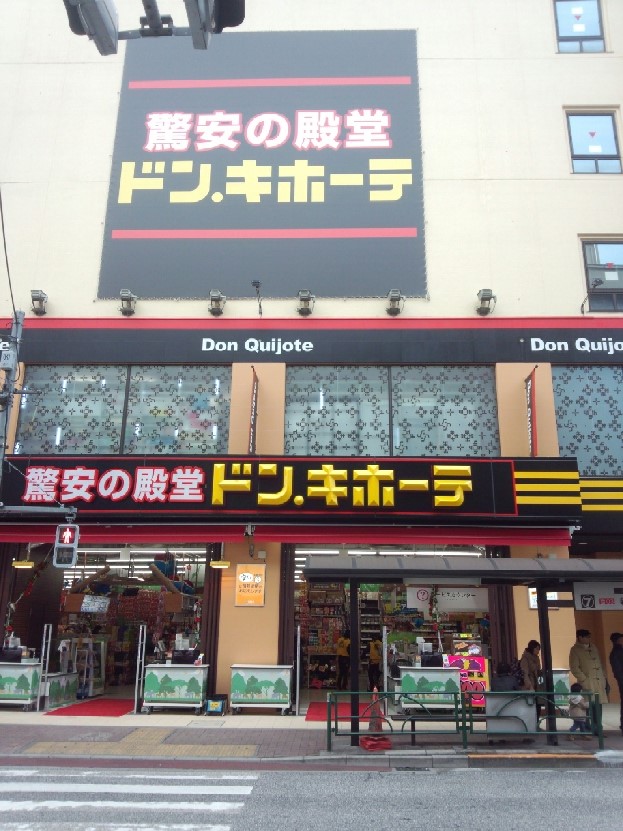 驚安の殿堂
ドン.キホーテ
Don Quijote
Don Quijo
驚安の殿堂 ドン.キホーテ